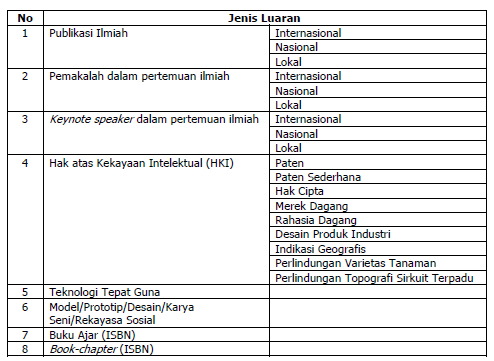 No Jenis Luaran
1 Publikasi Ilmiah Internasional
Nasional
Lokal
2 Pemakalah dalam pertemuan ilmiah Internasional
Nasional
Lokal
3 Keynote speaker dalam pertemuan ilmiah Internasional
Nasional
Lokal
4 Hak atas Kekayaan Intelektual (HKI) Paten
Paten Sederhana
Hak Cipta
Merek Dagang
Rahasia Dagang
Desain Produk Industri
Indikasi Geografis
Perlindungan Varietas Tanaman
Perlindungan Topografi Sirkuit Terpadu
5 Teknologi Tepat Guna
6 Model/Prototip/Desain/Karya
Seni/Rekayasa Sosial
7 Buku Ajar (ISBN)
8 Book-chapter (ISBN)